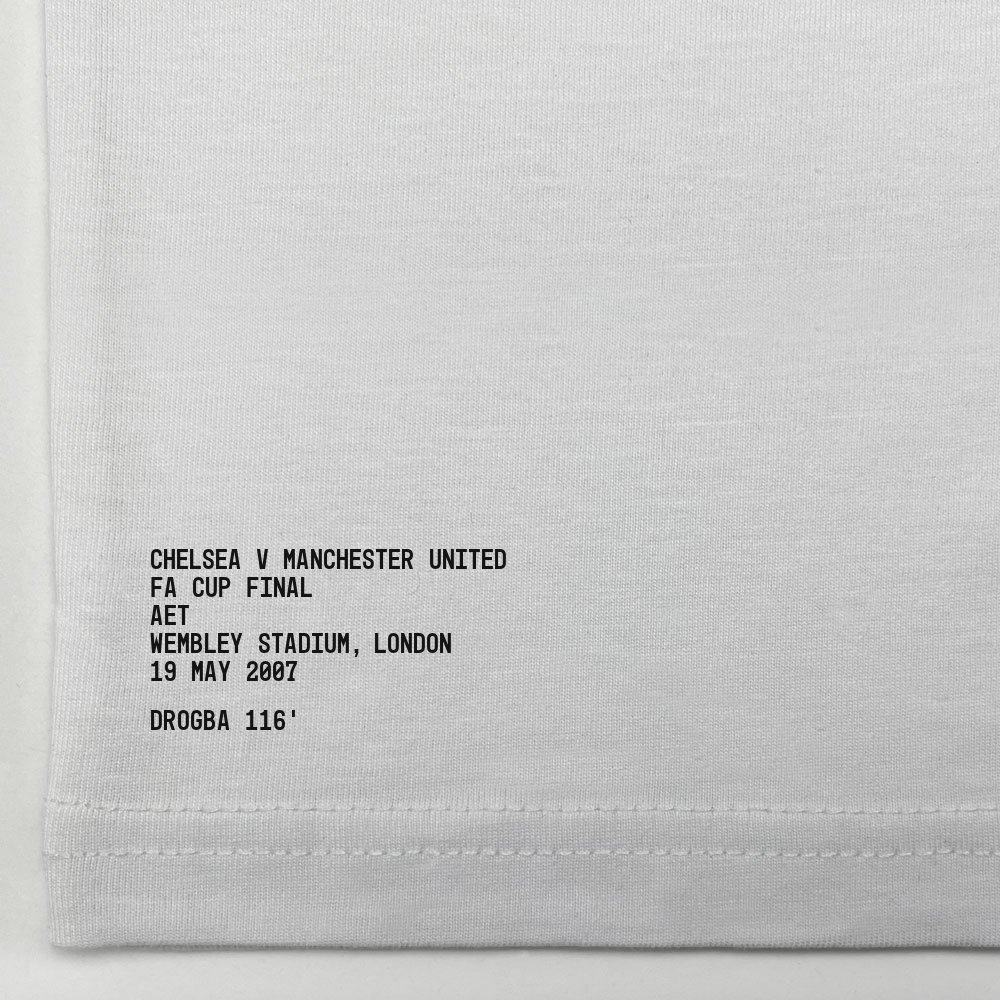 CHELSEA V MANCHESTER UNITED
FA CUP FINAL
AET
WEMBLEY STADIUM, LONDON
19 MAY 2007
DROGBA 116'